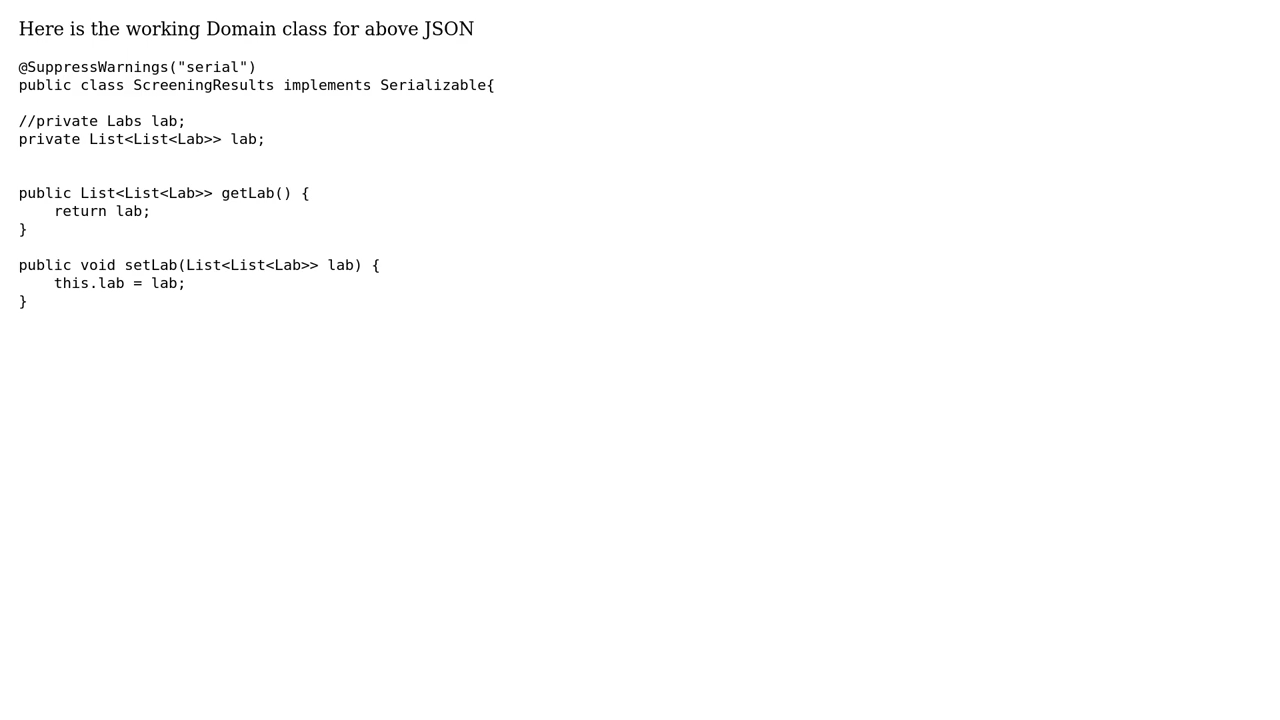 Here is the working Domain class for above JSON
@SuppressWarnings("serial")
public class ScreeningResults implements Serializable{
//private Labs lab;
private List<List<Lab>> lab;
public List<List<Lab>> getLab() {
    return lab;
}
public void setLab(List<List<Lab>> lab) {
    this.lab = lab;
}